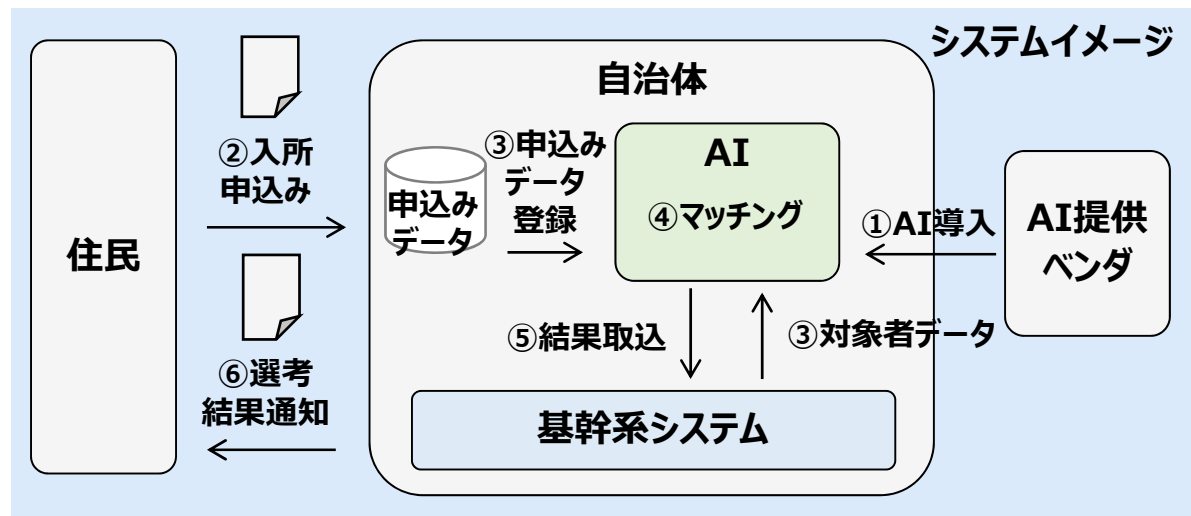 システムイメージ
住民
②入所
申込み
⑥選考
結果通知
自治体
申込み
データ
③申込み
データ
登録
AI
④マッチング
①AI導入
AI提供
ベンダ
⑤結果取込
③対象者データ
基幹系システム